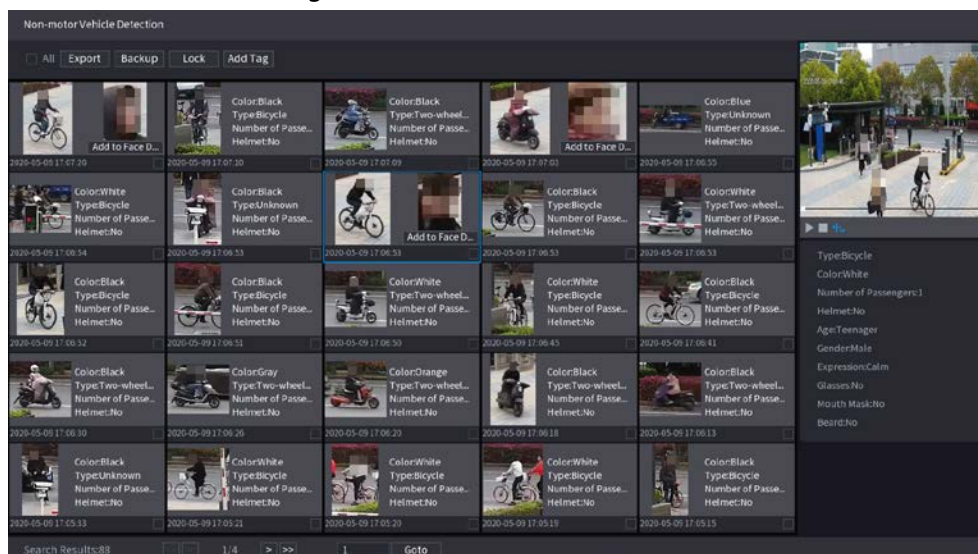 Non-motor Vehicle Detection
All Export Backup Lock Add Tag
Add to Face D...
2020-05-09 17:07:20
Color:Black
Type:Bicycle
Number of Passe...
Helmet:No
2020-05-09 17:07:10
Color:Black
Type:Two-wheel...
Number of Passe...
Helmet:No
2020-05-09 17:07:09
Add to Face D...
2020-05-09 17:07:03
Color:Blue
Type:Unknown
Number of Passe...
Helmet:No
2020-05-09 17:06:55
Color:White
Type:Bicycle
Number of Passe...
Helmet:No
2020-05-09 17:06:54
Color:Black
Type:Unknown
Number of Passe...
Helmet:No
2020-05-09 17:06:53
Add to Face D...
2020-05-09 17:06:53
Color:Black
Type:Bicycle
Number of Passe...
Helmet:No
2020-05-09 17:06:53
Color:White
Type:Two-wheel...
Number of Passe...
Helmet:No
2020-05-09 17:06:53
Color:Black
Type:Bicycle
Number of Passe...
Helmet:No
2020-05-09 17:06:52
Color:Black
Type:Bicycle
Number of Passe...
Helmet:No
2020-05-09 17:06:51
Color:White
Type:Two-wheel...
Number of Passe...
Helmet:No
2020-05-09 17:06:50
Color:White
Type:Bicycle
Number of Passe...
Helmet:No
2020-05-09 17:06:45
Color:Black
Type:Bicycle
Number of Passe...
Helmet:No
2020-05-09 17:06:41
Color:Black
Type:Two-wheel...
Number of Passe...
Helmet:No
2020-05-09 17:06:30
Color:Gray
Type:Two-wheel...
Number of Passe...
Helmet:No
2020-05-09 17:06:26
Color:Orange
Type:Two-wheel...
Number of Passe...
Helmet:No
2020-05-09 17:06:20
Color:Black
Type:Two-wheel...
Number of Passe...
Helmet:No
2020-05-09 17:06:18
Color:Black
Type:Two-wheel...
Number of Passe...
Helmet:No
2020-05-09 17:06:13
Color:Black
Type:Unknown
Number of Passe...
Helmet:No
2020-05-09 17:05:33
Color:White
Type:Bicycle
Number of Passe...
Helmet:No
2020-05-09 17:05:21
Color:White
Type:Bicycle
Number of Passe...
Helmet:No
2020-05-09 17:05:20
Color:White
Type:Bicycle
Number of Passe...
Helmet:No
2020-05-09 17:05:19
Color:Black
Type:Bicycle
Number of Passe...
Helmet:No
2020-05-09 17:05:15
Type:Bicycle
Color:White
Number of Passengers:1
Helmet:No
Age:Teenager
Gender:Male
Expression:Calm
Glasses:No
Mouth Mask:No
Beard:No
Search Results:88 1/4 > >> 1 Goto